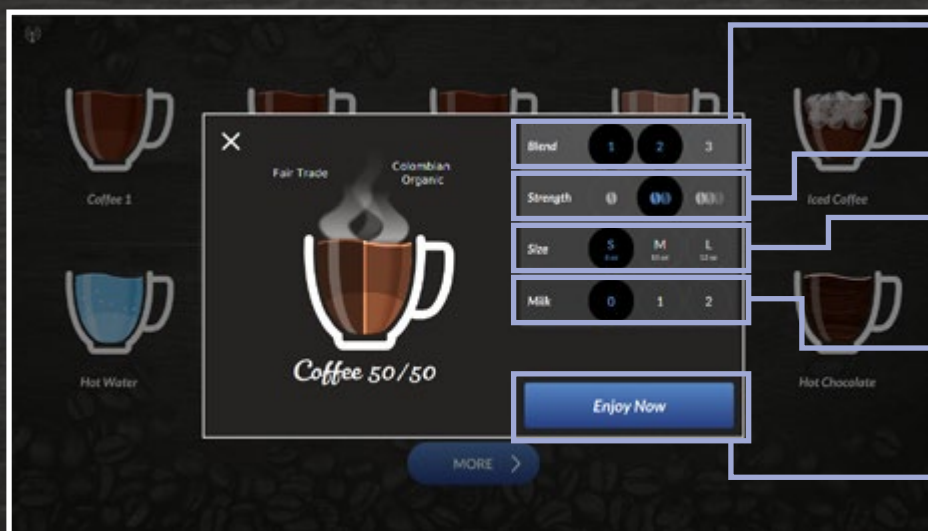 Coffee 1
Iced Coffee
Hot Water
Hot Chocolate
Fair Trade
Colombian
Organic
Coffee 50/50
Blend 1 2 3
Strength
Size S M L
Milk 0 1 2
Enjoy Now
MORE